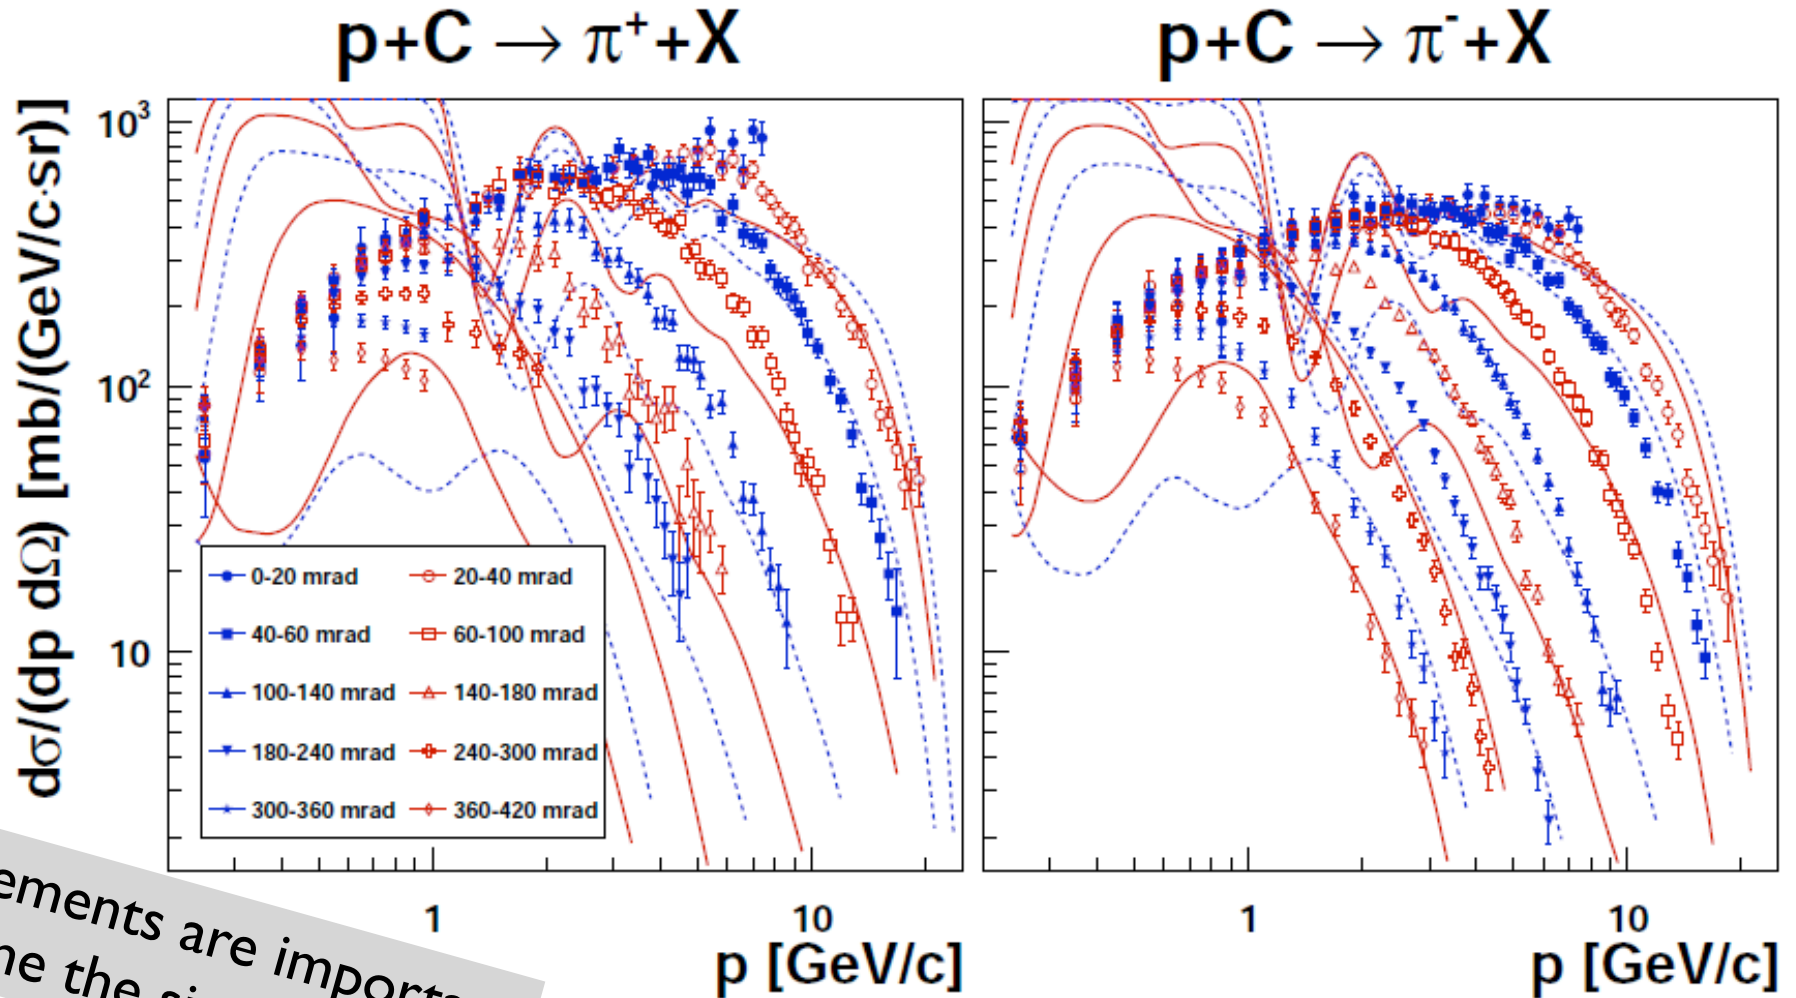 p+C → π⁺+X
p+C → π⁻+X
dσ/(dp dΩ) [mb/(GeV/c·sr)]
10³
10²
10
0-20 mrad
20-40 mrad
40-60 mrad
60-100 mrad
100-140 mrad
140-180 mrad
180-240 mrad
240-300 mrad
300-360 mrad
360-420 mrad
1
10
1
10
p [GeV/c]
p [GeV/c]
are